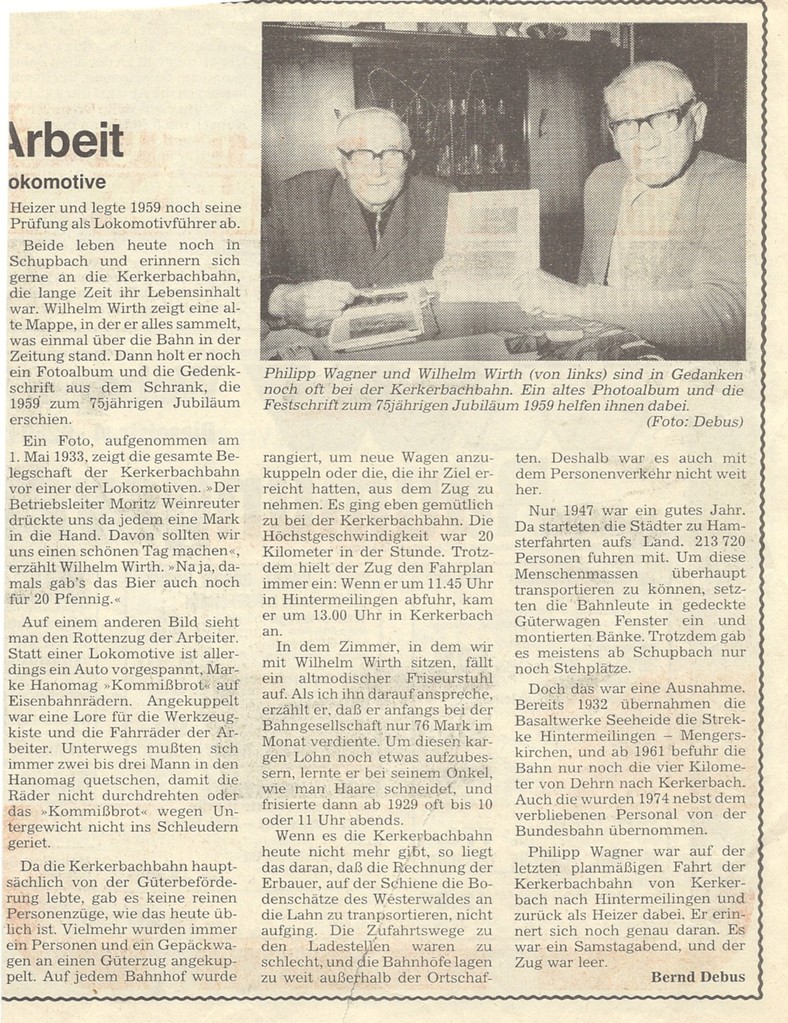 Arbeit
okomotive
Heizer und legte 1959 noch seine
Prüfung als Lokomotivführer ab.
Beide leben heute noch in
Schupbach und erinnern sich
gerne an die Kerkerbachbahn,
die lange Zeit ihr Lebensinhalt
war. Wilhelm Wirth zeigt eine al-
te Mappe, in der er alles sammelt,
was einmal über die Bahn in der
Zeitung stand. Dann holt er noch
ein Fotoalbum und die Gedenk-
schrift aus dem Schrank, die
1959 zum 75jährigen Jubiläum
erschien.
Ein Foto, aufgenommen am
1. Mai 1933, zeigt die gesamte Be-
legschaft der Kerkerbachbahn
vor einer der Lokomotiven. »Der
Betriebsleiter Moritz Weinreuter
drückte uns da jedem eine Mark
in die Hand. Davon sollten wir
uns einen schönen Tag machen«,
erzählt Wilhelm Wirth. »Na ja, da-
mals gab's das Bier auch noch
für 20 Pfennig.«
Auf einem anderen Bild sieht
man den Rottenzug der Arbeiter.
Statt einer Lokomotive ist aller-
dings ein Auto vorgespannt, Mar-
ke Hanomag »Kommißbrot« auf
Eisenbahnrädern. Angekuppelt
war eine Lore für die Werkzeug-
kiste und die Fahrräder der Ar-
beiter. Unterwegs mußten sich
immer zwei bis drei Mann in den
Hanomag quetschen, damit die
Räder nicht durchdrehten oder
das »Kommißbrot« wegen Un-
tergewicht nicht ins Schleudern
geriet.
Da die Kerkerbachbahn haupt-
sächlich von der Güterbeförde-
rung lebte, gab es keine reinen
Personenzüge, wie das heute üb-
lich ist. Vielmehr wurden immer
ein Personen und ein Gepäckwa-
gen an einen Güterzug angekup-
pelt. Auf jedem Bahnhof wurde
Philipp Wagner und Wilhelm Wirth (von links) sind in Gedanken
noch oft bei der Kerkerbachbahn. Ein altes Photoalbum und die
Festschrift zum 75jährigen Jubiläum 1959 helfen ihnen dabei.
(Foto: Debus)
rangiert, um neue Wagen anzu-
kuppeln oder die, die ihr Ziel er-
reicht hatten, aus dem Zug zu
nehmen. Es ging eben gemütlich
zu bei der Kerkerbachbahn. Die
Höchstgeschwindigkeit war 20
Kilometer in der Stunde. Trotz-
dem hielt der Zug den Fahrplan
immer ein: Wenn er um 11.45 Uhr
in Hintermeilingen abfuhr, kam
er um 13.00 Uhr in Kerkerbach
an.
In dem Zimmer, in dem wir
mit Wilhelm Wirth sitzen, fällt
ein altmodischer Friseurstuhl
auf. Als ich ihn darauf anspreche,
erzählt er, daß er anfangs bei der
Bahngesellschaft nur 76 Mark im
Monat verdiente. Um diesen kar-
gen Lohn noch etwas aufzubes-
sern, lernte er bei seinem Onkel,
wie man Haare schneidet, und
frisierte dann ab 1929 oft bis 10
oder 11 Uhr abends.
Wenn es die Kerkerbachbahn
heute nicht mehr gibt, so liegt
das daran, daß die Rechnung der
Erbauer, auf der Schiene die Bo-
denschätze des Westerwaldes an
die Lahn zu tranpsortieren, nicht
aufging. Die Zufahrtswege zu
den Ladestellen waren zu
schlecht, und die Bahnhöfe lagen
zu weit außerhalb der Ortschaf-
ten. Deshalb war es auch mit
dem Personenverkehr nicht weit
her.
Nur 1947 war ein gutes Jahr.
Da starteten die Städter zu Ham-
sterfahrten aufs Land. 213 720
Personen fuhren mit. Um diese
Menschenmassen überhaupt
transportieren zu können, setz-
ten die Bahnleute in gedeckte
Güterwagen Fenster ein und
montierten Bänke. Trotzdem gab
es meistens ab Schupbach nur
noch Stehplätze.
Doch das war eine Ausnahme.
Bereits 1932 übernahmen die
Basaltwerke Seeheide die Strek-
ke Hintermeilingen – Mengers-
kirchen, und ab 1961 befuhr die
Bahn nur noch die vier Kilome-
ter von Dehrn nach Kerkerbach.
Auch die wurden 1974 nebst dem
verbliebenen Personal von der
Bundesbahn übernommen.
Philipp Wagner war auf der
letzten planmäßigen Fahrt der
Kerkerbachbahn von Kerker-
bach nach Hintermeilingen und
zurück als Heizer dabei. Er erin-
nert sich noch genau daran. Es
war ein Samstagabend, und der
Zug war leer.
Bernd Debus